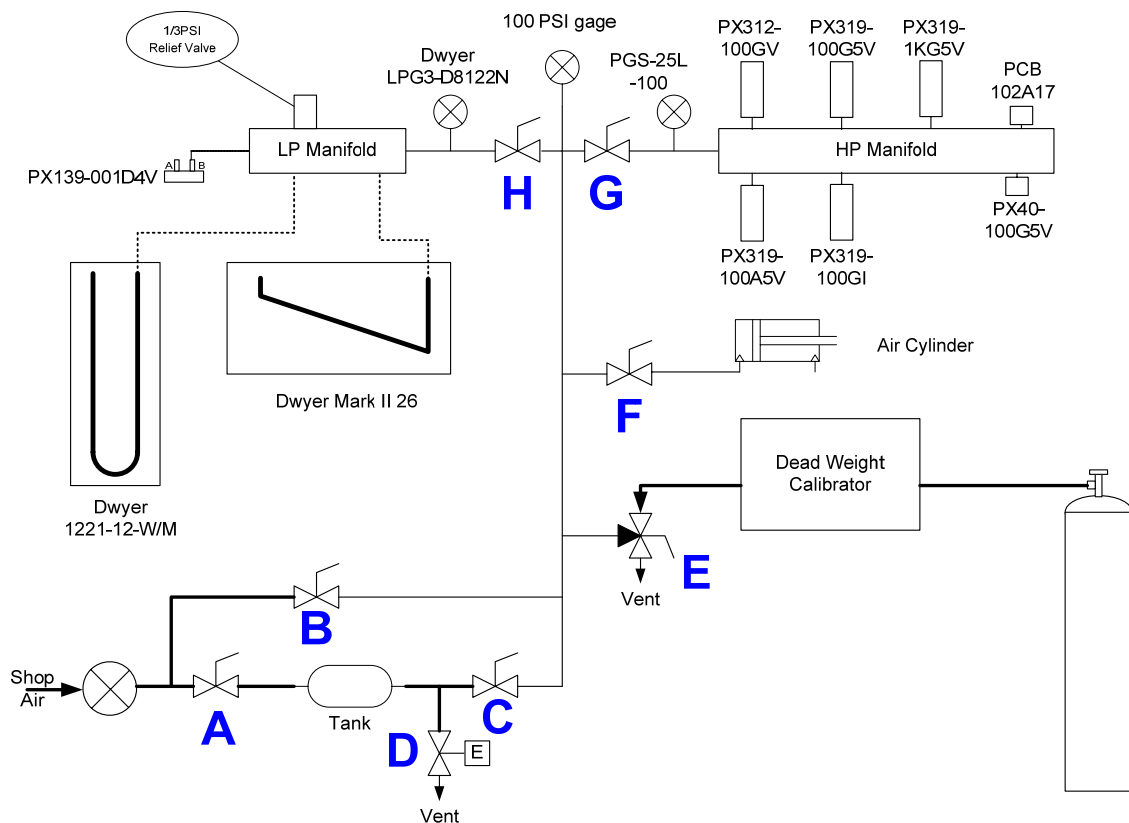 1/3PSI
Relief Valve
100 PSI gage
Dwyer
LPG3-D8122N
PGS-25L
-100
PX312-
100GV
PX319-
100G5V
PX319-
1KG5V
PCB
102A17
LP Manifold
HP Manifold
A
B
PX139-001D4V
H
G
PX319-
100A5V
PX319-
100GI
PX40-
100G5V
Dwyer Mark II 26
Air Cylinder
F
Dwyer
1221-12-W/M
Dead Weight
Calibrator
E
Vent
B
Shop
Air
A
Tank
C
D
E
Vent